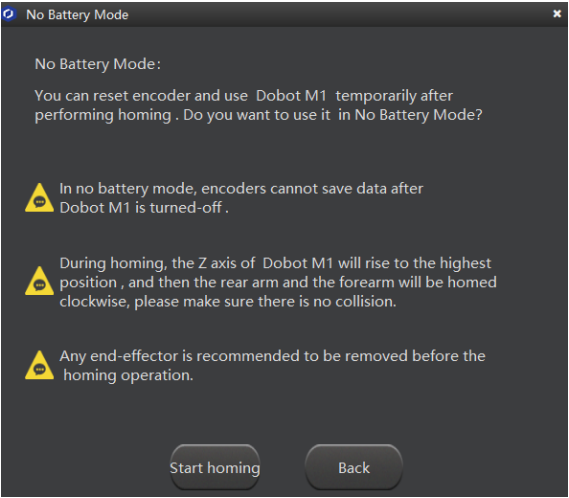 No Battery Mode
No Battery Mode:
You can reset encoder and use Dobot M1 temporarily after
performing homing . Do you want to use it in No Battery Mode?
In no battery mode, encoders cannot save data after
Dobot M1 is turned-off .
During homing, the Z axis of Dobot M1 will rise to the highest
position , and then the rear arm and the forearm will be homed
clockwise, please make sure there is no collision.
Any end-effector is recommended to be removed before the
homing operation.
Start homing
Back